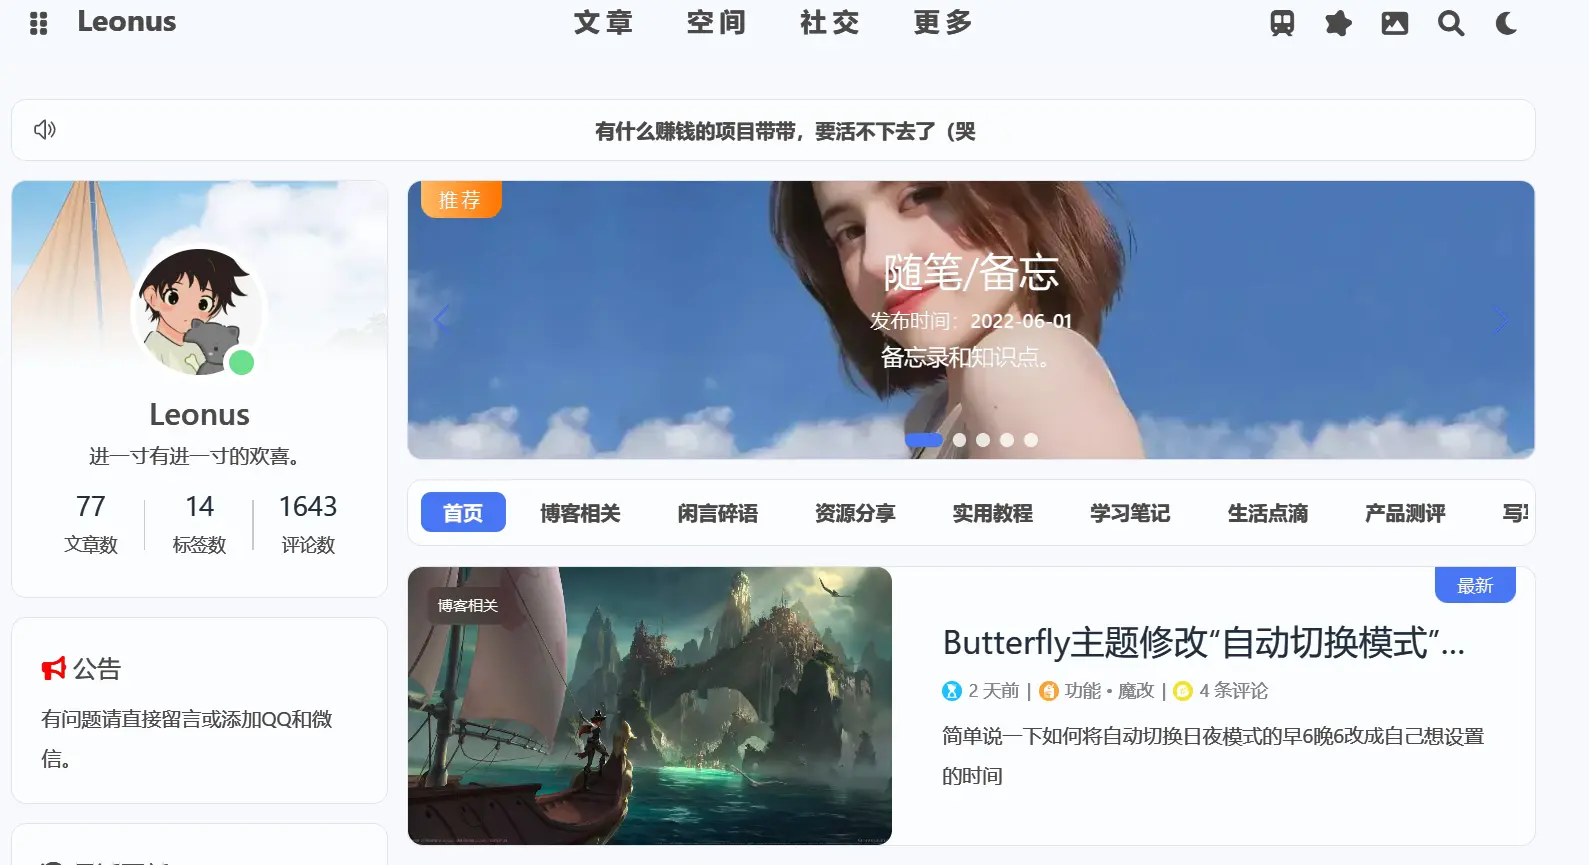 Leonus
文章 空间 社交 更多
有什么赚钱的项目带带，要活不下去了（哭
推荐
随笔/备忘
发布时间：2022-06-01
备忘录和知识点。
Leonus
进一寸有进一寸的欢喜。
77 14 1643
文章数 标签数 评论数
首页 博客相关 闲言碎语 资源分享 实用教程 学习笔记 生活点滴 产品测评 写
博客相关
最新
Butterfly主题修改“自动切换模式”...
2 天前 | 功能 • 魔改 | 4 条评论
简单说一下如何将自动切换日夜模式的早6晚6改成自己想设置
的时间
公告
有问题请直接留言或添加QQ和微
信。